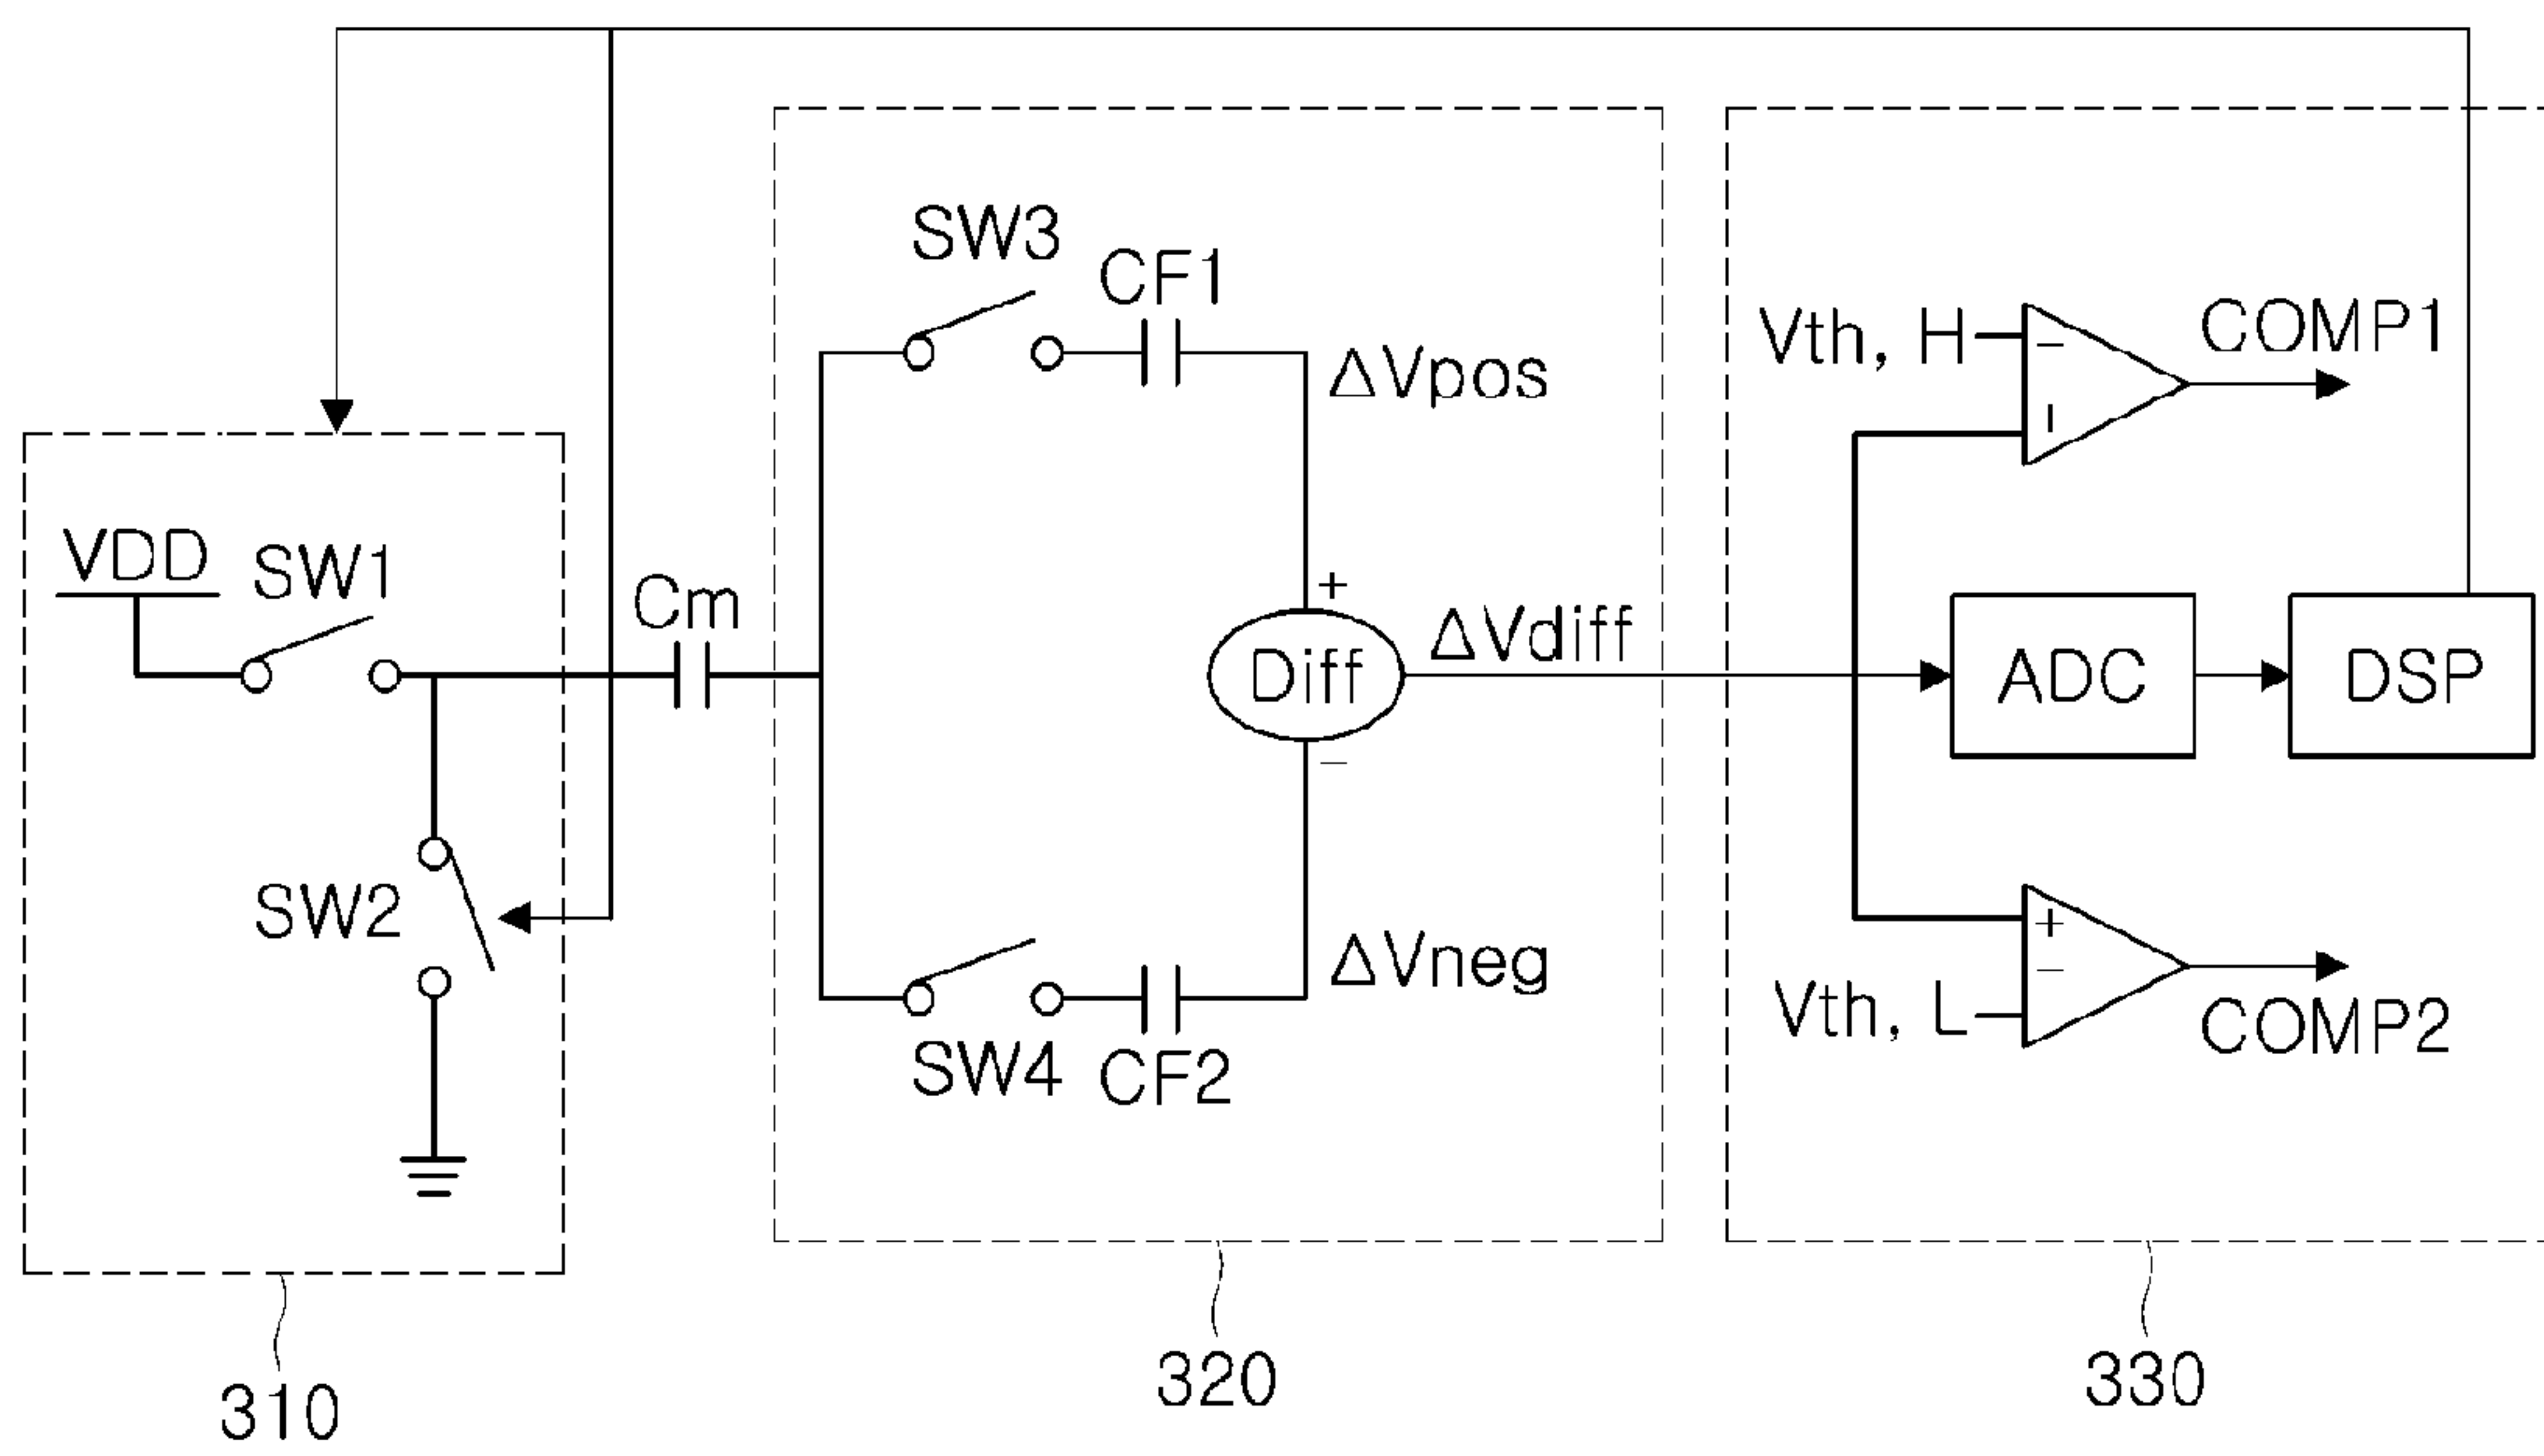 SW3
CF1
ΔVpos
Vth, H
−
COMP1
VDD
SW1
Cm
+
Diff
−
ΔVdiff
ADC
DSP
SW2
SW4
CF2
ΔVneg
+
−
Vth, L
COMP2
310
320
330